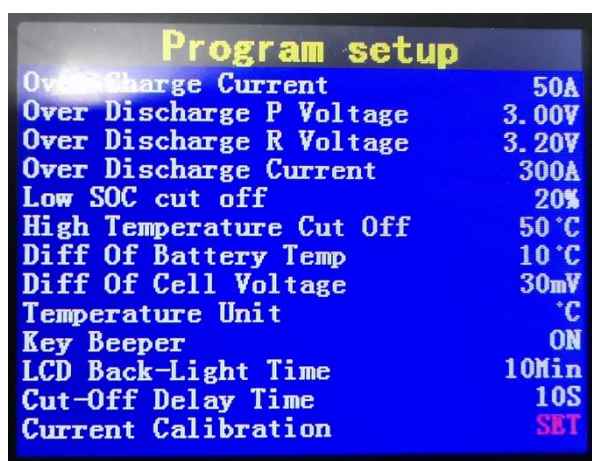 Program setup
Over Charge Current 50A
Over Discharge P Voltage 3.00V
Over Discharge R Voltage 3.20V
Over Discharge Current 300A
Low SOC cut off 20%
High Temperature Cut Off 50°C
Diff Of Battery Temp 10°C
Diff Of Cell Voltage 30mV
Temperature Unit °C
Key Beeper ON
LCD Back-Light Time 10Min
Cut-Off Delay Time 10S
Current Calibration SET